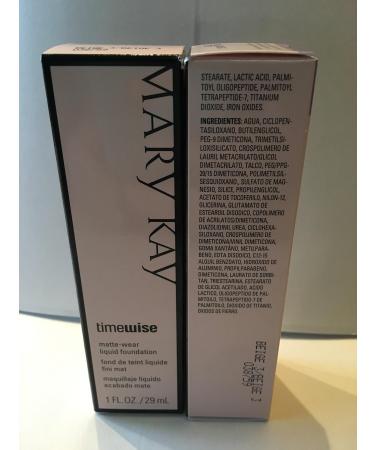 MARY KAY
timewise
matte-wear
liquid foundation
fond de teint liquide
fini mat
maquillaje líquido
acabado mate
1 FL. OZ. / 29 mL
STEARATE, LACTIC ACID, PALMI-
TOYL OLIGOPEPTIDE, PALMITOYL
TETRAPEPTIDE-7, TITANIUM
DIOXIDE, IRON OXIDES.
INGREDIENTES: AGUA, CICLOPEN-
TASILOXANO, BUTILENGLICOL,
PEG-9 DIMETICONA, TRIMETILSI-
LOXISILICATO, CROSPOLIMERO DE
LAURIL METACRILATO/GLICOL
DIMETACRILATO, TALCO, PEG/PPG-
20/15 DIMETICONA, POLIMETILSIL-
SESQUIOXANO, SULFATO DE MAG-
NESIO, SILICE, PROPILENGLICOL,
ACETATO DE TOCOFERILO, NILON-12,
GLICERINA, GLUTAMATO DE
ESTEAROIL DISODICO, COPOLIMERO
DE ACRILATOS/DIMETICONA,
DIAZOLIDINIL UREA, CICLOHEXA-
SILOXANO, CROSPOLIMERO DE
DIMETICONA/VINIL DIMETICONA,
GOMA XANTANO, METILPARA-
BENO, EDTA DISODICO, C12-15
ALQUIL BENZOATO, HIDROXIDO DE
ALUMINIO, PROPILPARABENO,
DIMETICONA, LAURATO DE SORBI-
TAN, TRIESTEARINA, ESTEARATO
DE GLICOL ACETILADO, ACIDO
LACTICO, OLIGOPEPTIDO DE PAL-
MITOILO, TETRAPEPTIDO 7 DE
PALMITOILO, DIOXIDO DE TITANIO,
OXIDOS DE FIERRO.